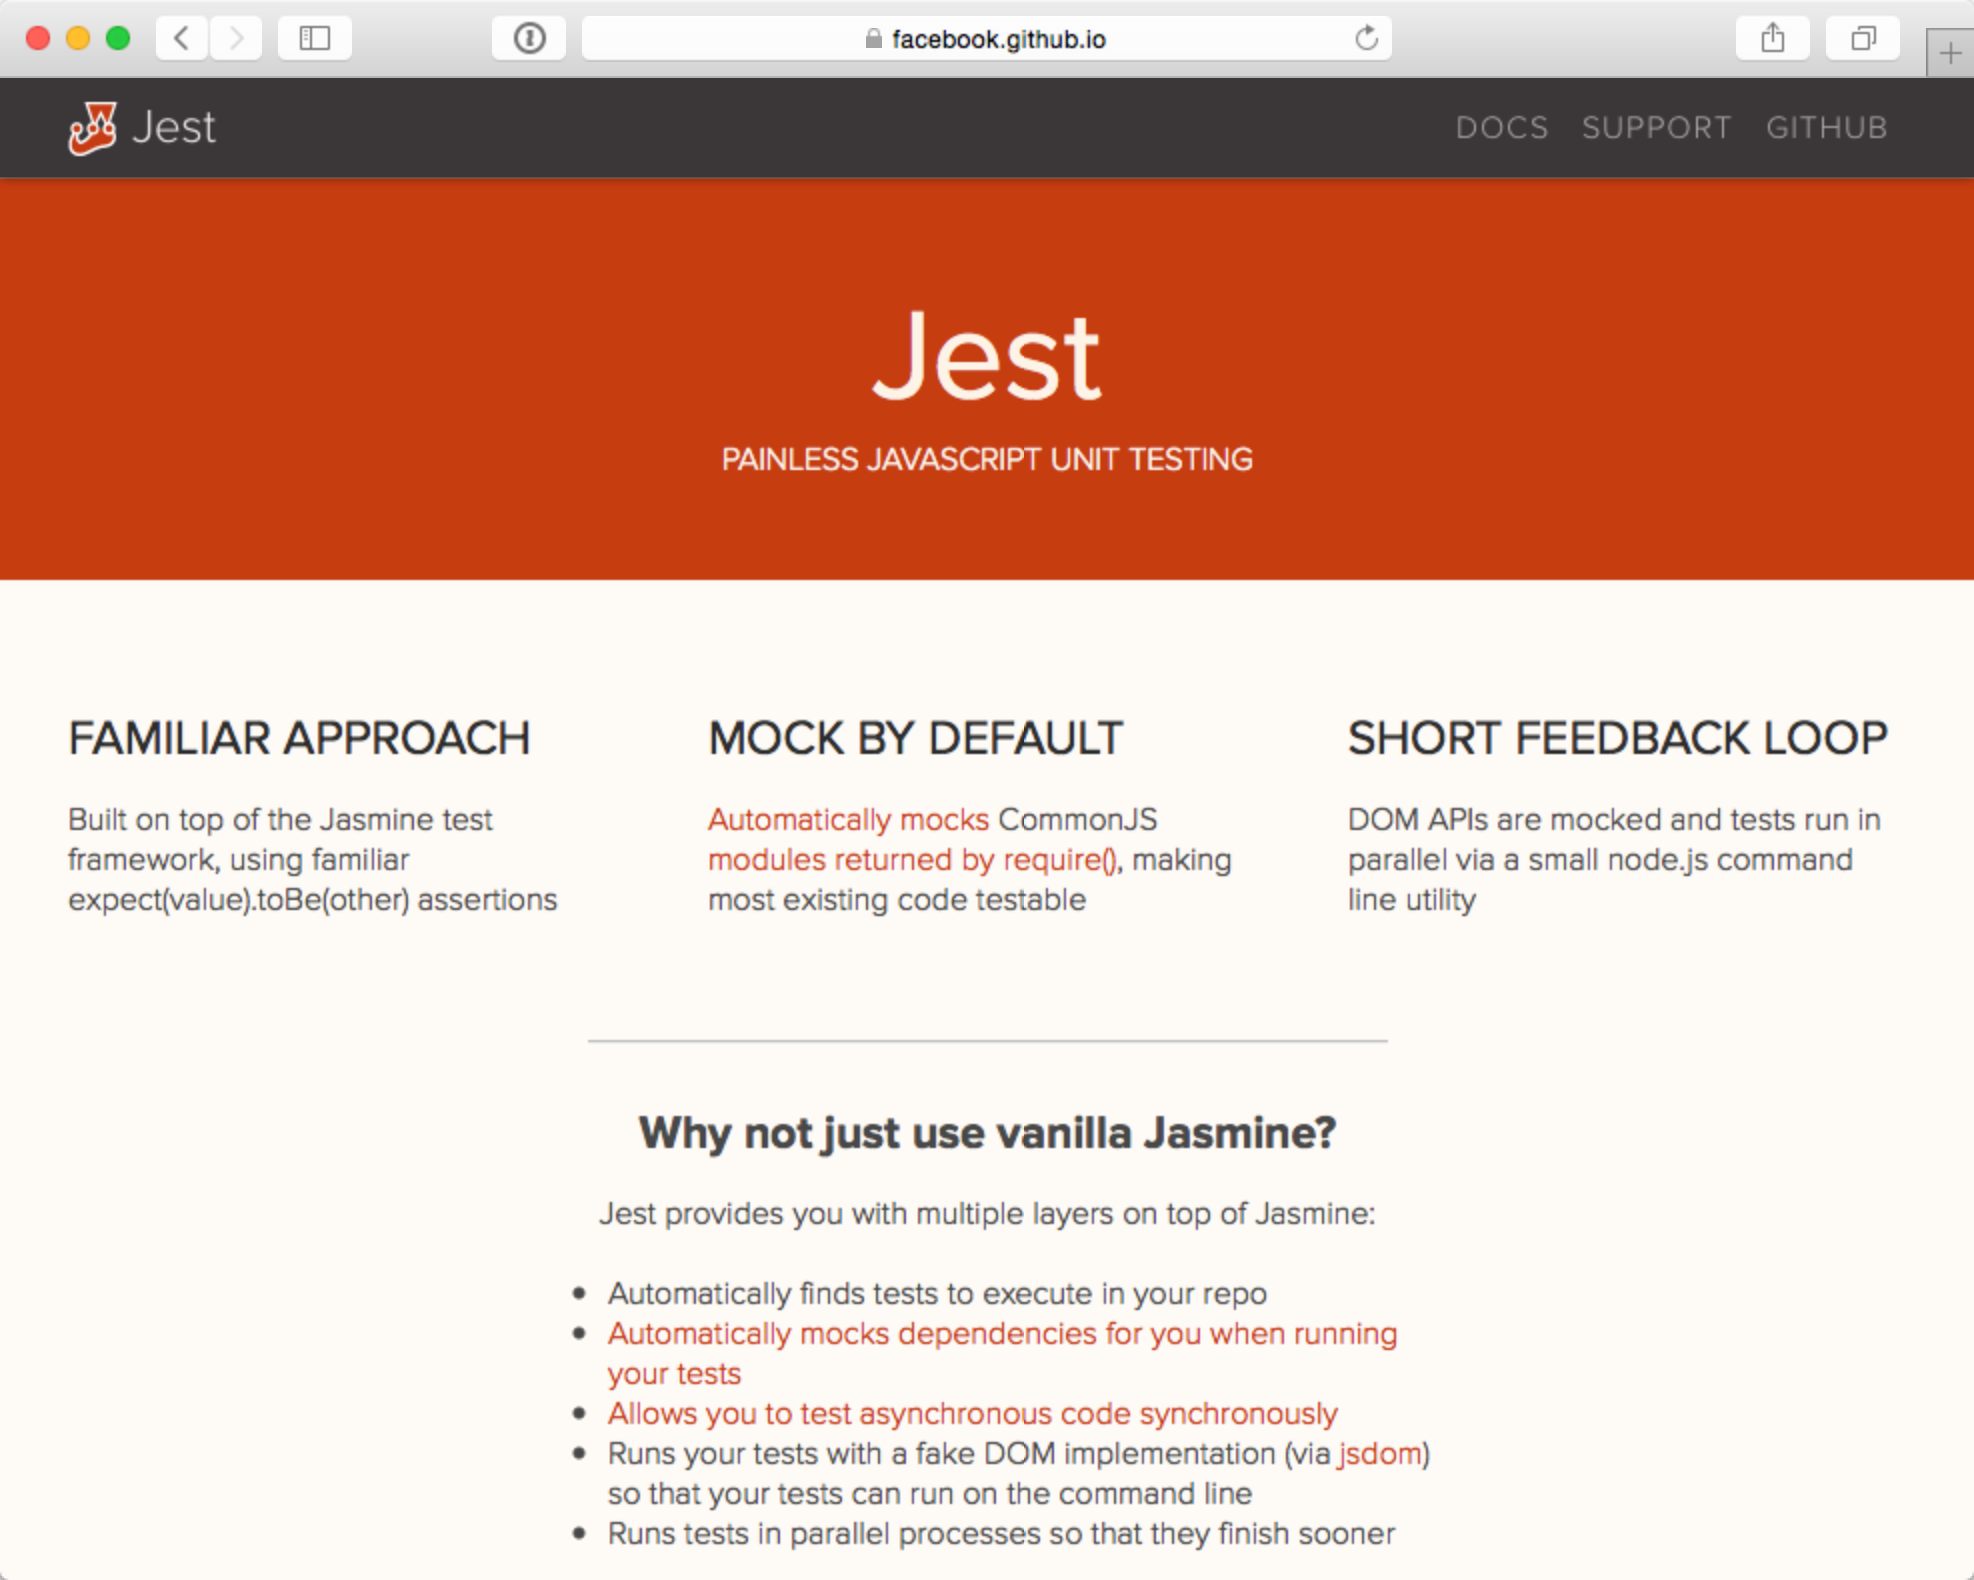 facebook.github.io
Jest
DOCS SUPPORT GITHUB
Jest
PAINLESS JAVASCRIPT UNIT TESTING
FAMILIAR APPROACH
Built on top of the Jasmine test
framework, using familiar
expect(value).toBe(other) assertions
MOCK BY DEFAULT
Automatically mocks CommonJS
modules returned by require(), making
most existing code testable
SHORT FEEDBACK LOOP
DOM APIs are mocked and tests run in
parallel via a small node.js command
line utility
Why not just use vanilla Jasmine?
Jest provides you with multiple layers on top of Jasmine:
• Automatically finds tests to execute in your repo
• Automatically mocks dependencies for you when running
your tests
• Allows you to test asynchronous code synchronously
• Runs your tests with a fake DOM implementation (via jsdom)
so that your tests can run on the command line
• Runs tests in parallel processes so that they finish sooner